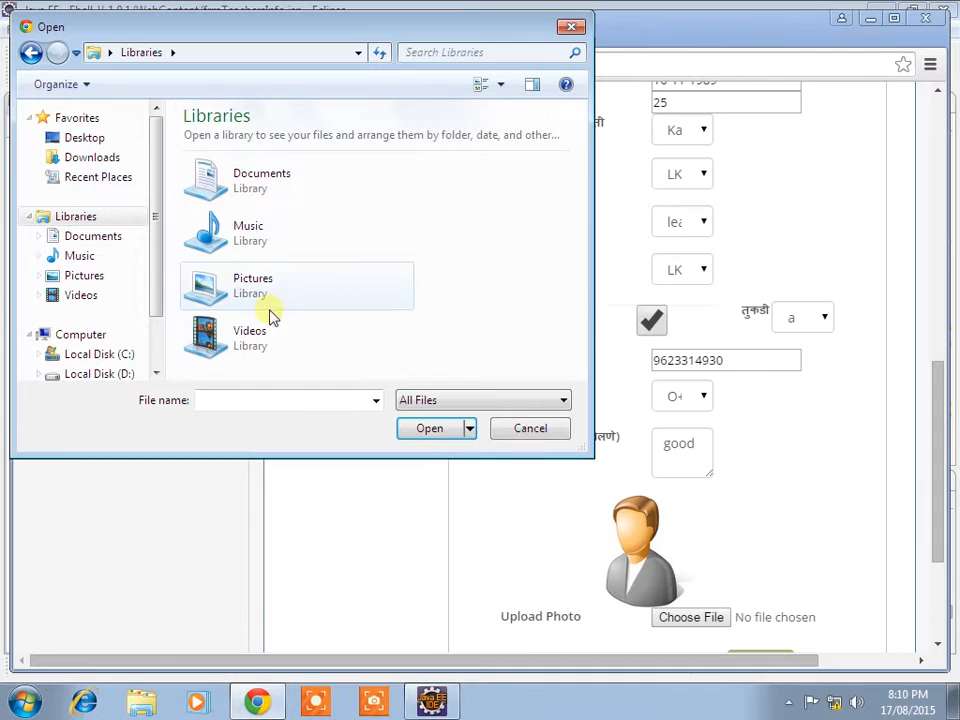 Open
Libraries
Search Libraries
Organize
Favorites
Desktop
Downloads
Recent Places
Libraries
Documents
Music
Pictures
Videos
Computer
Local Disk (C:)
Local Disk (D:)
Libraries
Open a library to see your files and arrange them by folder, date, and other...
Documents
Library
Music
Library
Pictures
Library
Videos
Library
File name:
All Files
Open
Cancel
25
Ka
LK
lea
LK
तुकडी
a
9623314930
O+
good
Upload Photo
Choose File
No file chosen
Java EE
IDE
8:10 PM
17/08/2015